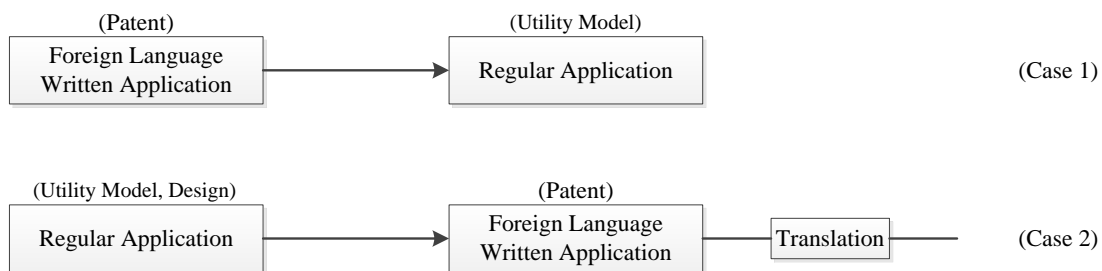 (Patent)
(Utility Model)
Foreign Language
Written Application
Regular Application
(Case 1)
(Utility Model, Design)
(Patent)
Regular Application
Foreign Language
Written Application
Translation
(Case 2)